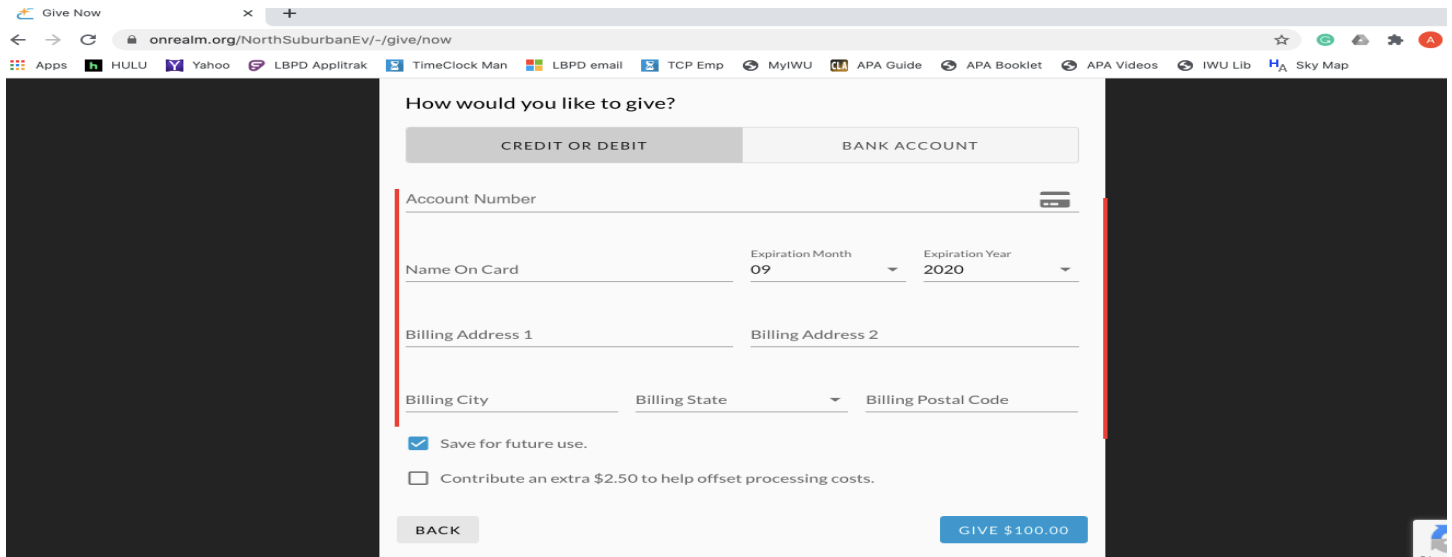 Give Now
onrealm.org/NorthSuburbanEv/-/give/now
A
Apps h HULU Y Yahoo LBPD Applitrak TimeClock Man LBPD email TCP Emp MyIWU CLA APA Guide APA Booklet APA Videos IWU Lib HA Sky Map
How would you like to give?
CREDIT OR DEBIT BANK ACCOUNT
Account Number
Expiration Month Expiration Year
Name On Card 09 2020
Billing Address 1 Billing Address 2
Billing City Billing State Billing Postal Code
Save for future use.
Contribute an extra $2.50 to help offset processing costs.
BACK GIVE $100.00